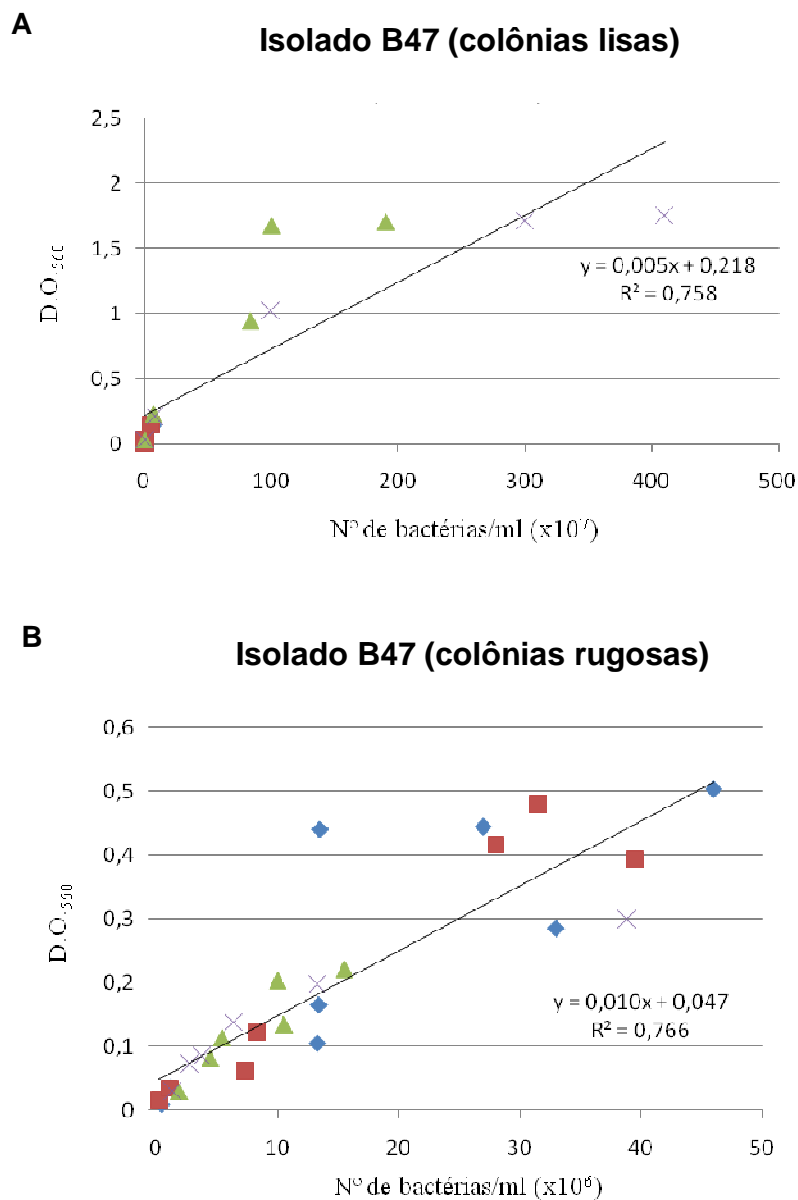 A
Isolado B47 (colônias lisas)
2,5
2
1,5
1
0,5
0
D.O.
y = 0,005x + 0,218
R² = 0,758
0 100 200 300 400 500
Nº de bactérias/ml
B
Isolado B47 (colônias rugosas)
0,6
0,5
0,4
0,3
0,2
0,1
0
D.O.
y = 0,010x + 0,047
R² = 0,766
0 10 20 30 40 50
Nº de bactérias/ml (x10⁶)